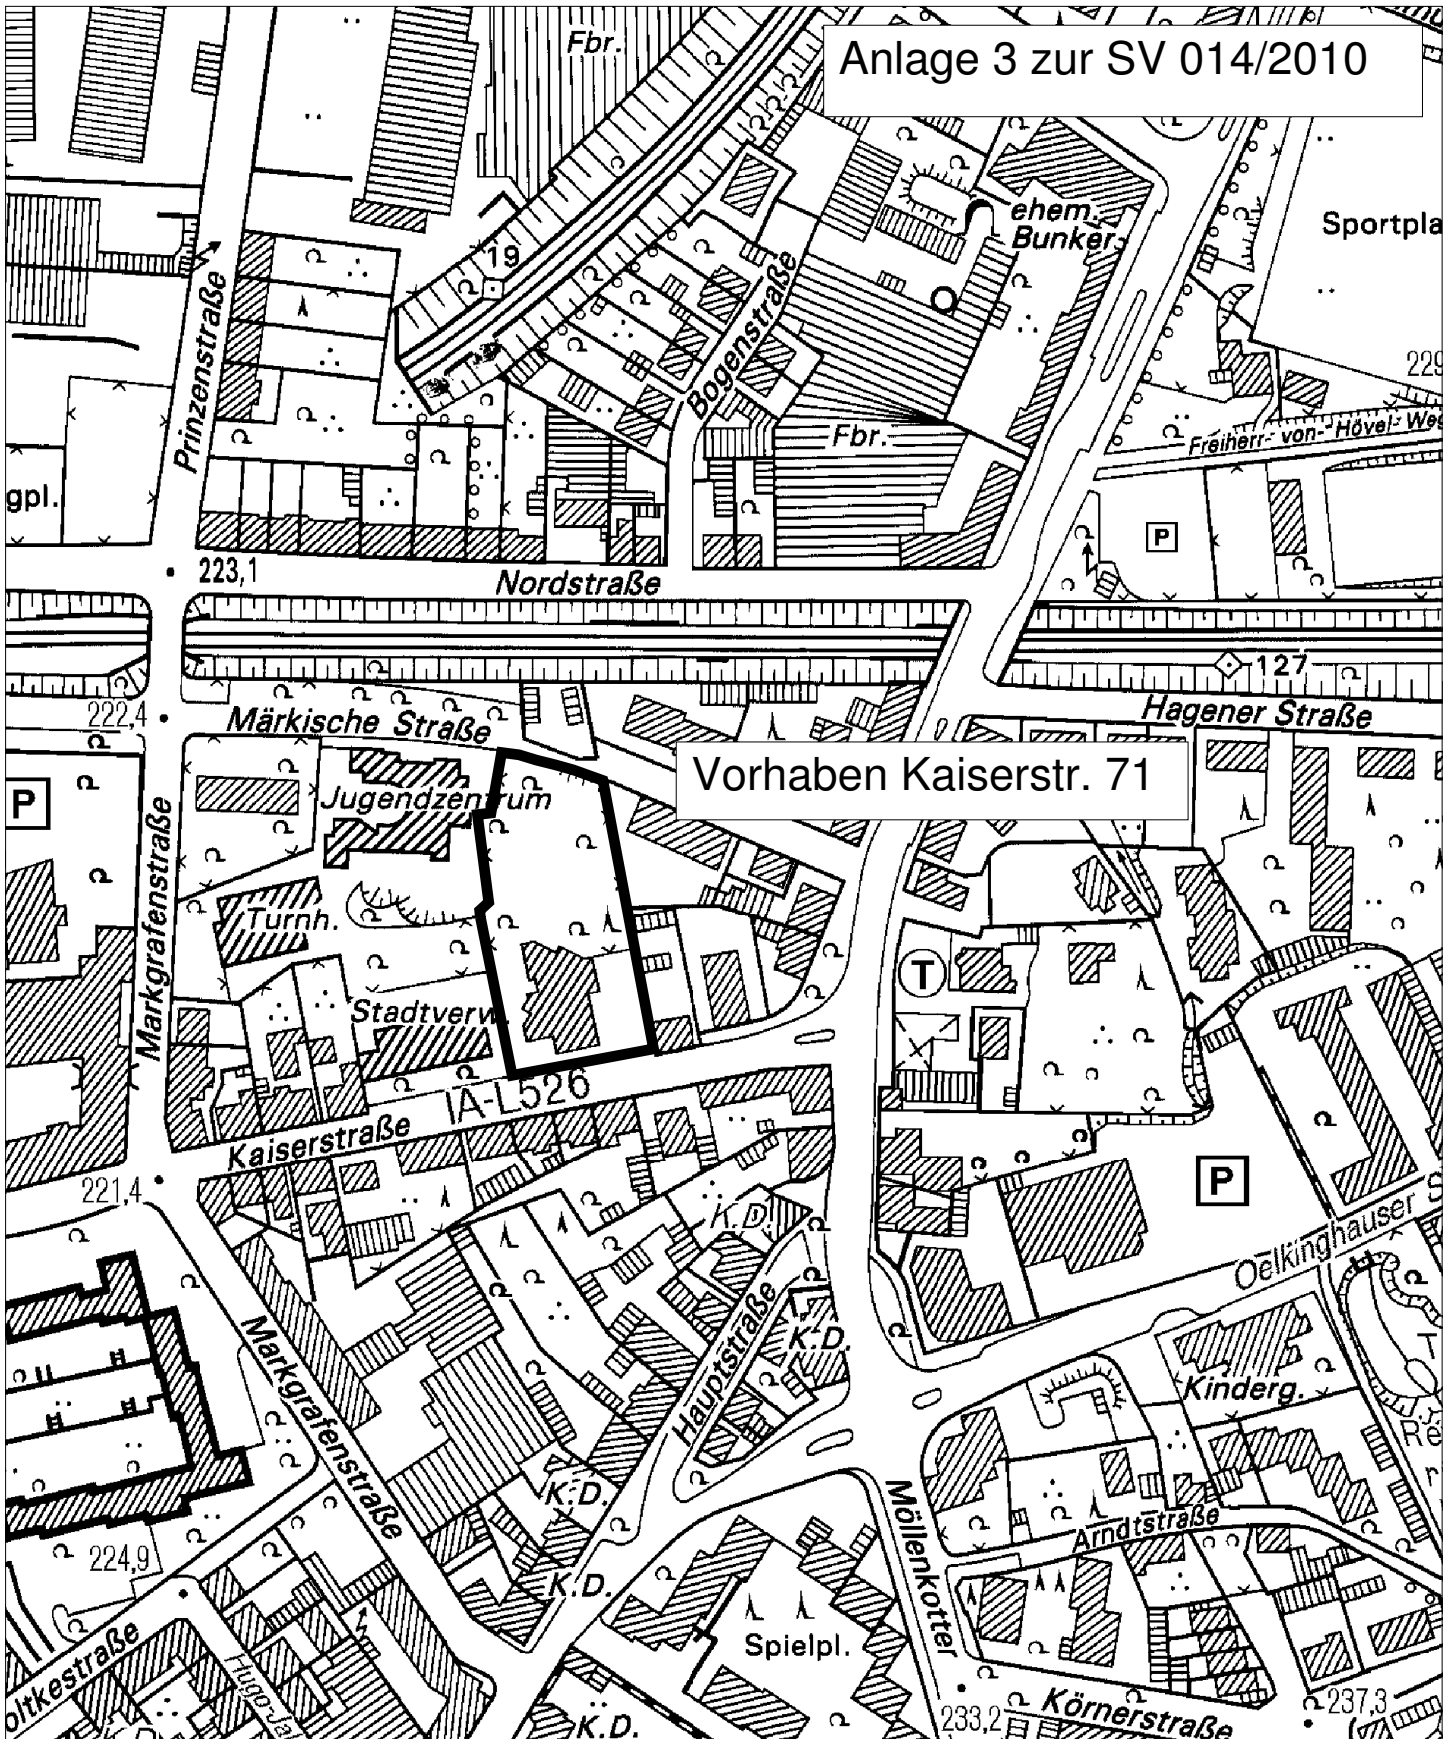 Fbr.
Anlage 3 zur SV 014/2010
ehem.
Bunker
Sportpla
19
Prinzenstraße
Bogenstraße
229
Fbr.
Freiherr-von-Hövel-Weg
gpl.
P
223,1
Nordstraße
127
222,4
Märkische Straße
Hagener Straße
Vorhaben Kaiserstr. 71
P
Jugendzentrum
Markgrafenstraße
Turnh.
T
Stadtverw.
IA-L526
Kaiserstraße
221,4
P
K.D.
Oelkinghauser
Hauptstraße
K.D.
Markgrafenstraße
Kinderg.
Re
K.D.
Möllenkotter
Arndtstraße
224,9
K.D.
Spielpl.
oltkestraße
Hugo-Ja
K.D.
K.D.
233,2
Körnerstraße
237,3